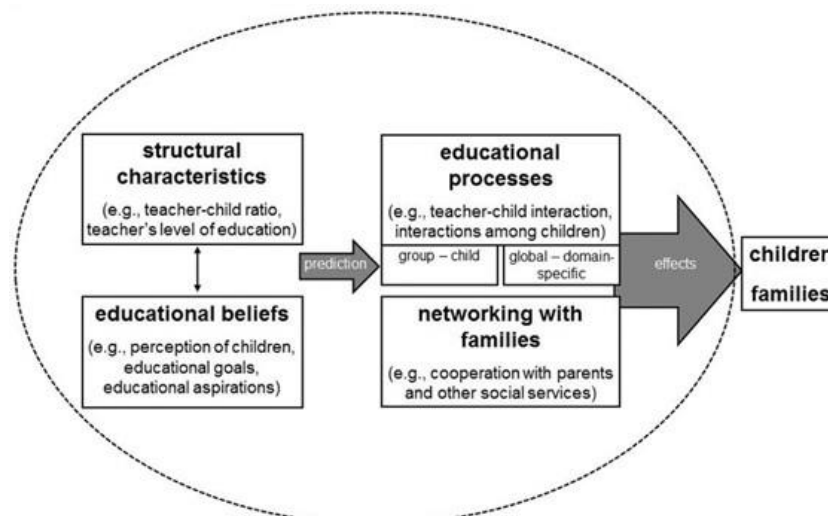 structural
characteristics
(e.g., teacher-child ratio,
teacher's level of education)
educational beliefs
(e.g., perception of children,
educational goals,
educational aspirations)
prediction
educational
processes
(e.g., teacher-child interaction,
interactions among children)
group – child
global – domain-
specific
networking with
families
(e.g., cooperation with parents
and other social services)
effects
children
families